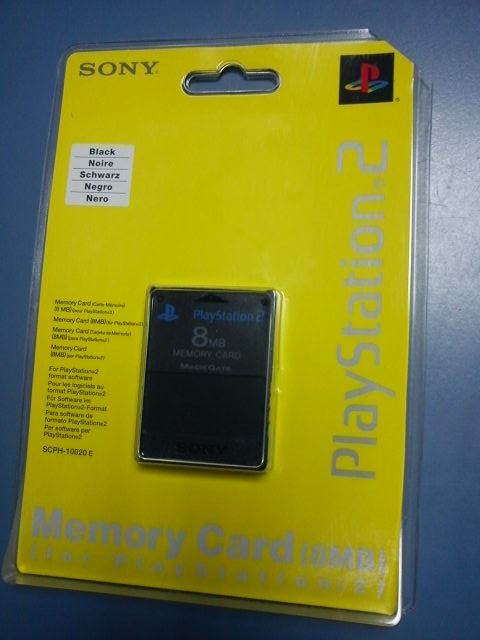 SONY.
Black
Noire
Schwarz
Negro
Nero
PlayStation®2
Memory Card (Carte Mémoire)
(8 MB) (pour PlayStation®2)
Memory Card (8MB) (für PlayStation®2)
Memory Card (Tarjeta de Memoria)
(8MB) (para PlayStation®2)
Memory Card
(8MB) (per PlayStation®2)
For PlayStation®2
format software
Pour les logiciels au
format PlayStation®2
Für Software im
PlayStation®2-Format
Para software de
formato PlayStation®2
Per software per
PlayStation®2
SCPH-10020 E
PlayStation 2
8MB
MEMORY CARD
MagicGate
SONY
Memory Card (8MB)
(for PlayStation®2)